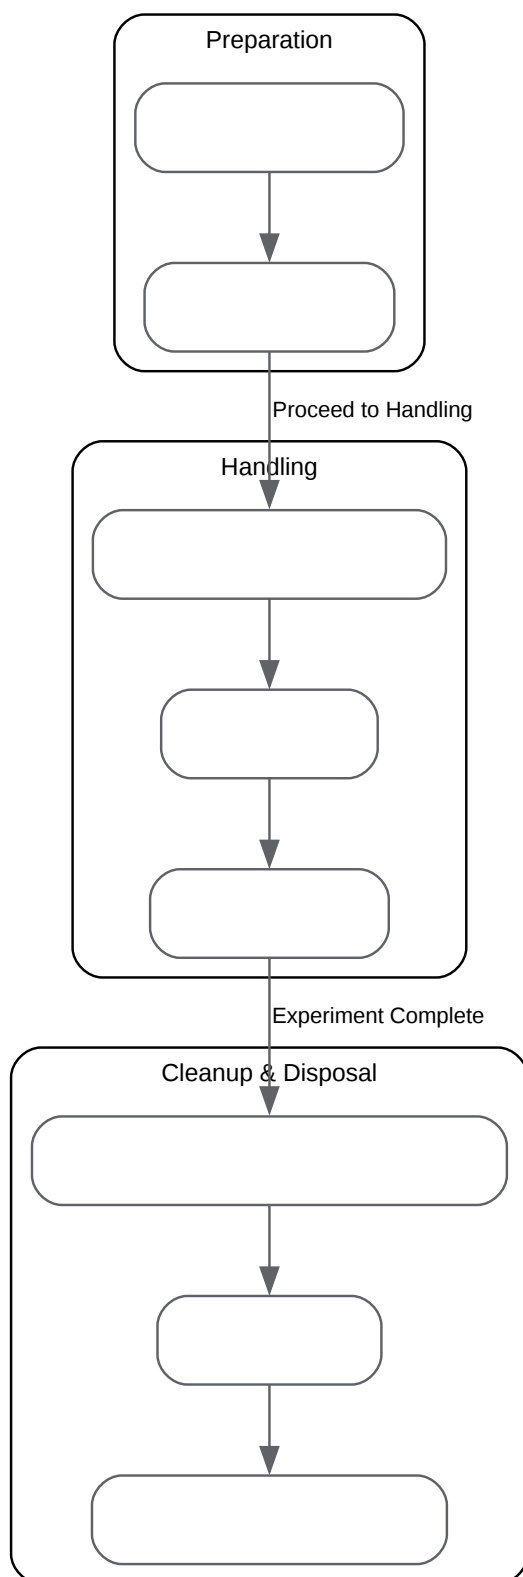 Preparation
Proceed to Handling
Handling
Experiment Complete
Cleanup & Disposal